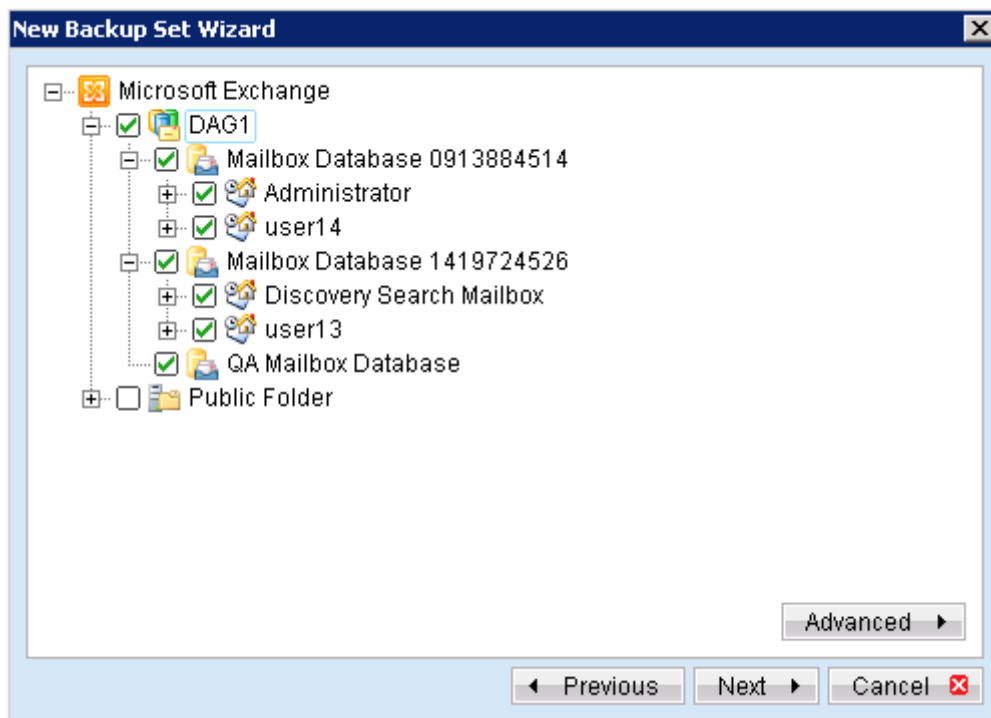 New Backup Set Wizard
Microsoft Exchange
DAG1
Mailbox Database 0913884514
Administrator
user14
Mailbox Database 1419724526
Discovery Search Mailbox
user13
QA Mailbox Database
Public Folder
Advanced
Previous Next Cancel